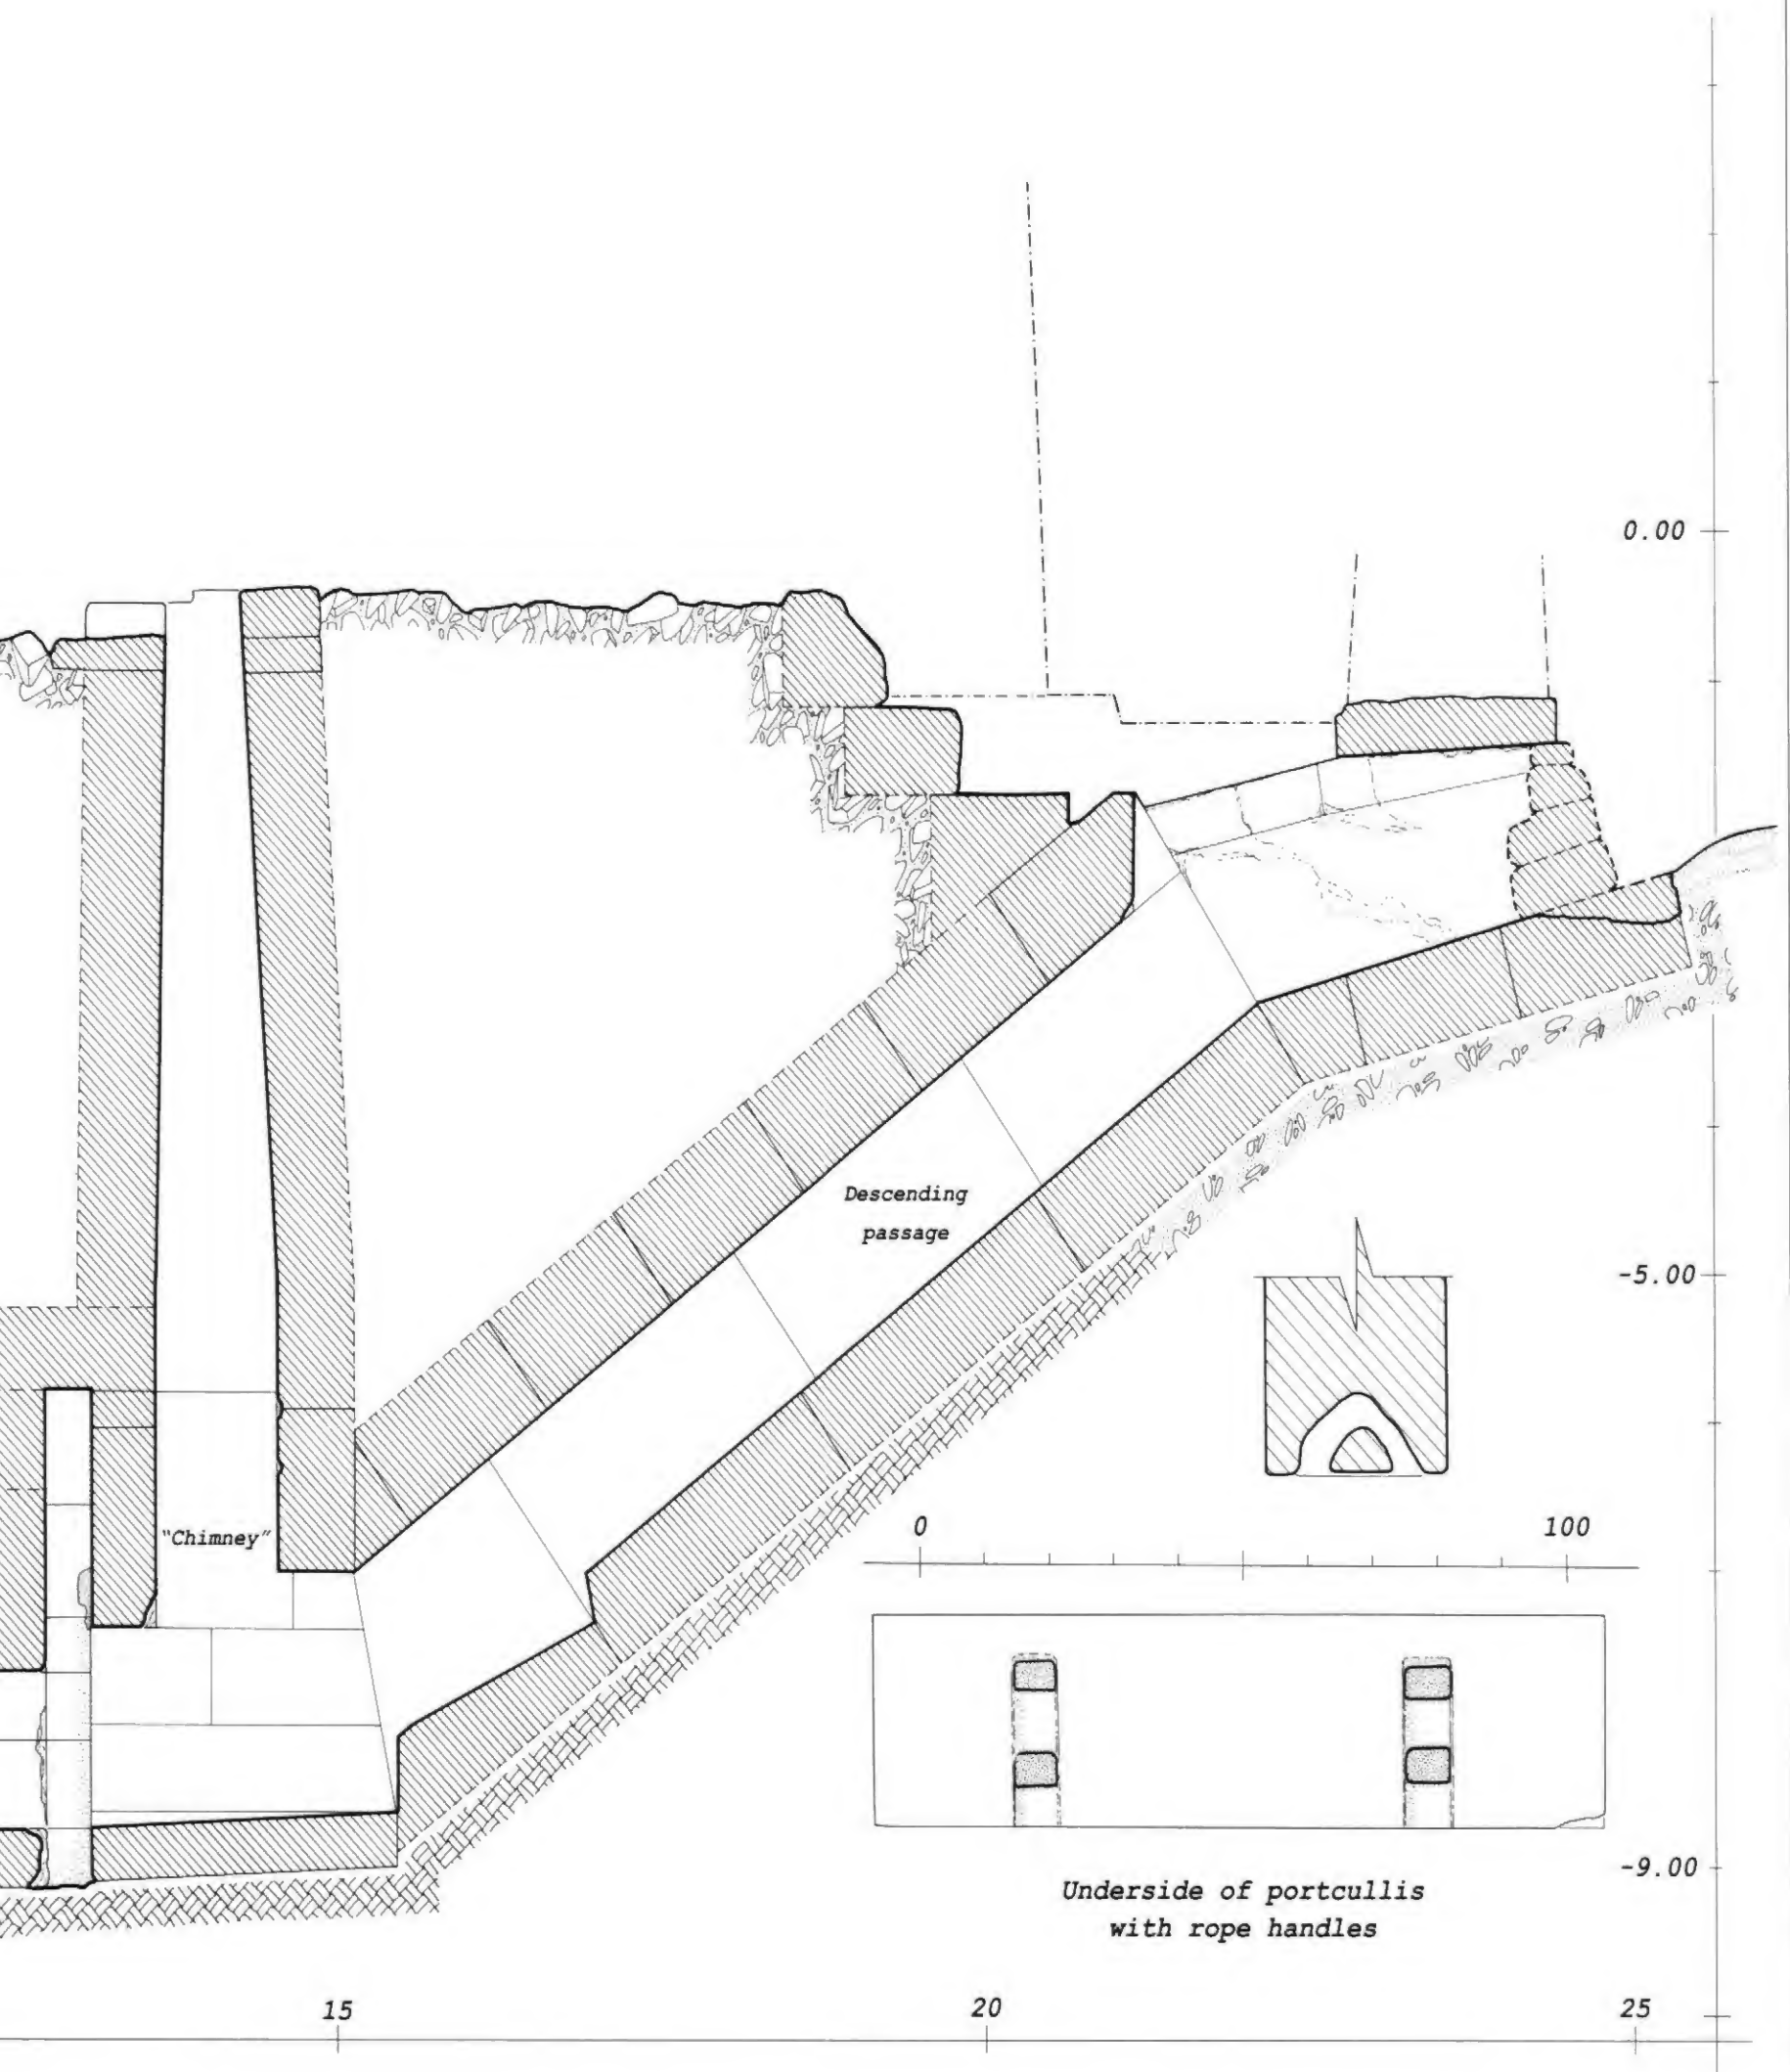 0.00
Descending
passage
-5.00
"Chimney"
0 100
-9.00
Underside of portcullis
with rope handles
15 20 25